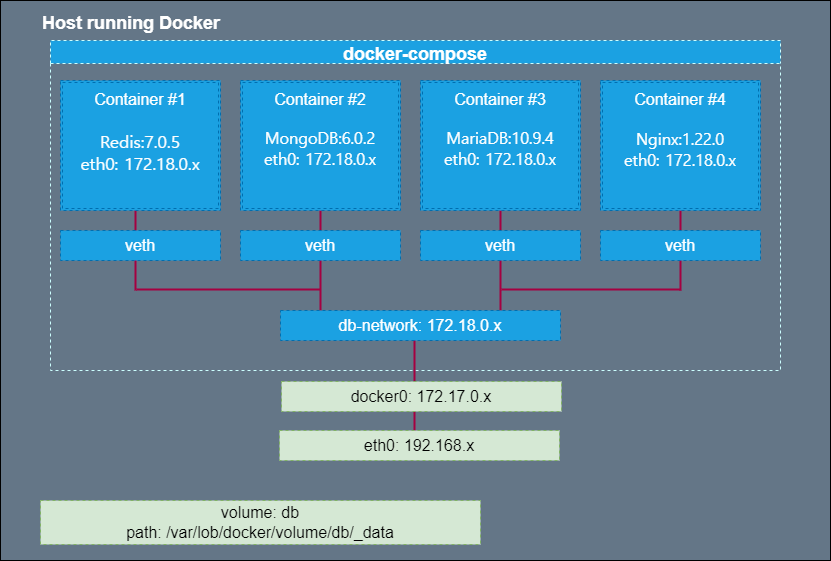 Host running Docker
docker-compose
Container #1
Redis:7.0.5
eth0: 172.18.0.x
Container #2
MongoDB:6.0.2
eth0: 172.18.0.x
Container #3
MariaDB:10.9.4
eth0: 172.18.0.x
Container #4
Nginx:1.22.0
eth0: 172.18.0.x
veth
veth
veth
veth
db-network: 172.18.0.x
docker0: 172.17.0.x
eth0: 192.168.x
volume: db
path: /var/lob/docker/volume/db/_data